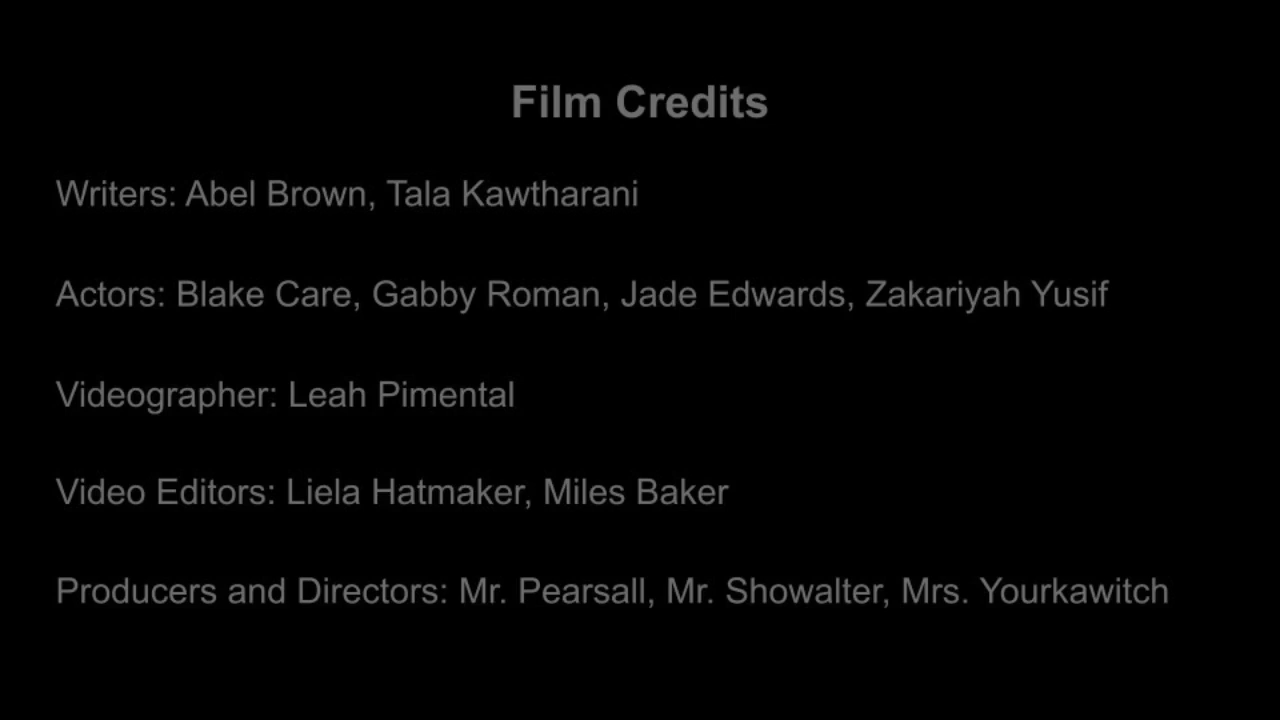 Film Credits
Writers: Abel Brown, Tala Kawtharani
Actors: Blake Care, Gabby Roman, Jade Edwards, Zakariyah Yusif
Videographer: Leah Pimental
Video Editors: Liela Hatmaker, Miles Baker
Producers and Directors: Mr. Pearsall, Mr. Showalter, Mrs. Yourkawitch